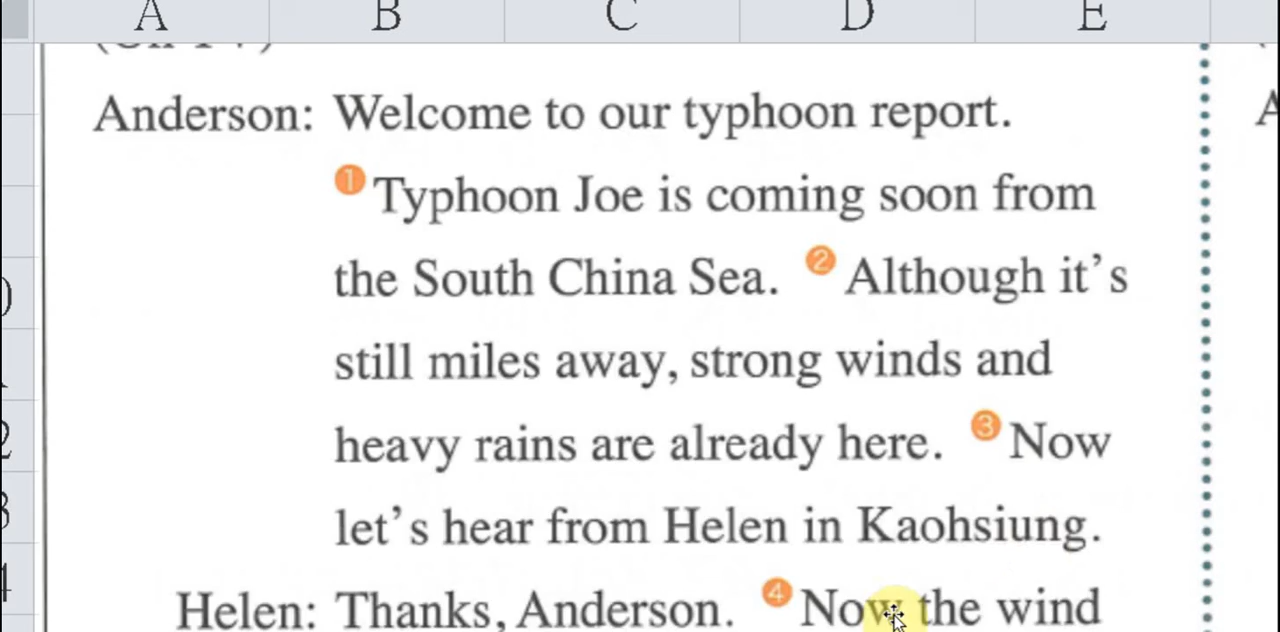 A B C D E
Anderson: Welcome to our typhoon report.
① Typhoon Joe is coming soon from
the South China Sea. ② Although it's
still miles away, strong winds and
heavy rains are already here. ③ Now
let's hear from Helen in Kaohsiung.
Helen: Thanks, Anderson. ④ Now the wind